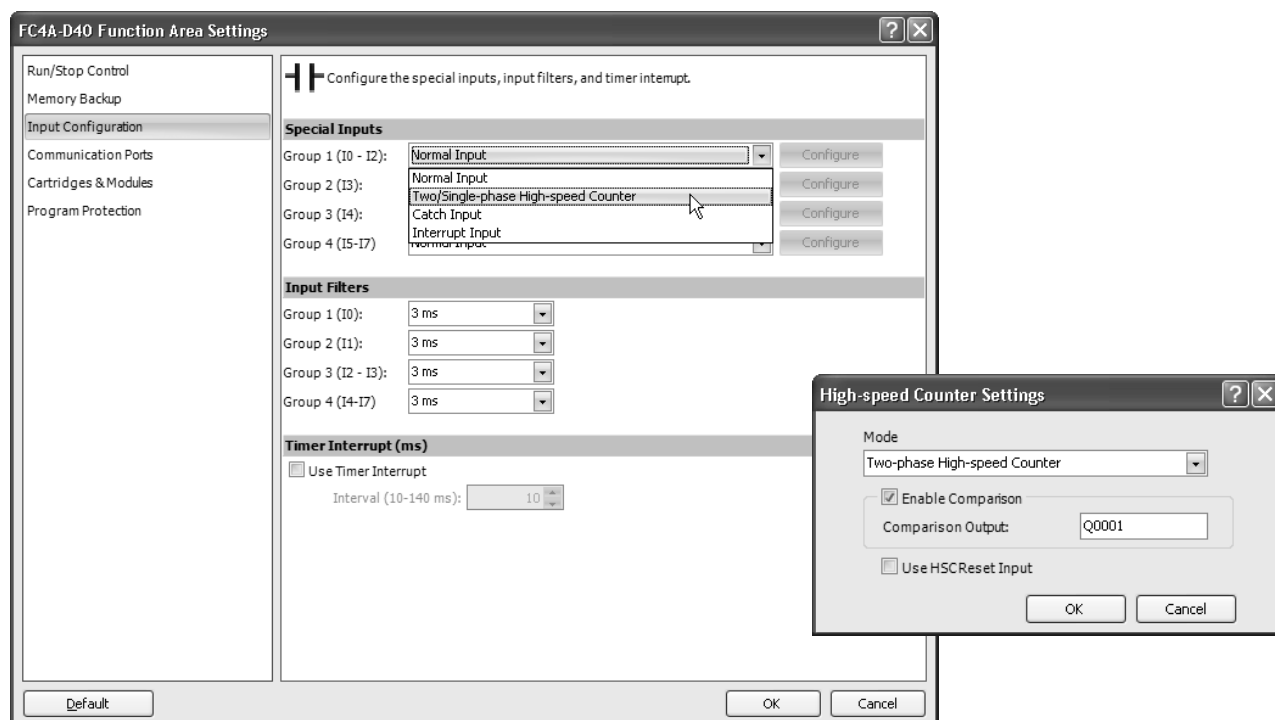 FC4A-D40 Function Area Settings
Run/Stop Control
Memory Backup
Input Configuration
Communication Ports
Cartridges & Modules
Program Protection
Configure the special inputs, input filters, and timer interrupt.
Special Inputs
Group 1 (I0 - I2): Normal Input Configure
Normal Input
Two/Single-phase High-speed Counter
Catch Input
Interrupt Input
Group 2 (I3): Configure
Group 3 (I4): Configure
Group 4 (I5-I7) Normal Input Configure
Input Filters
Group 1 (I0): 3 ms
Group 2 (I1): 3 ms
Group 3 (I2 - I3): 3 ms
Group 4 (I4-I7) 3 ms
Timer Interrupt (ms)
Use Timer Interrupt
Interval (10-140 ms): 10
Default
OK
Cancel
High-speed Counter Settings
Mode
Two-phase High-speed Counter
Enable Comparison
Comparison Output: Q0001
Use HSC Reset Input
OK
Cancel